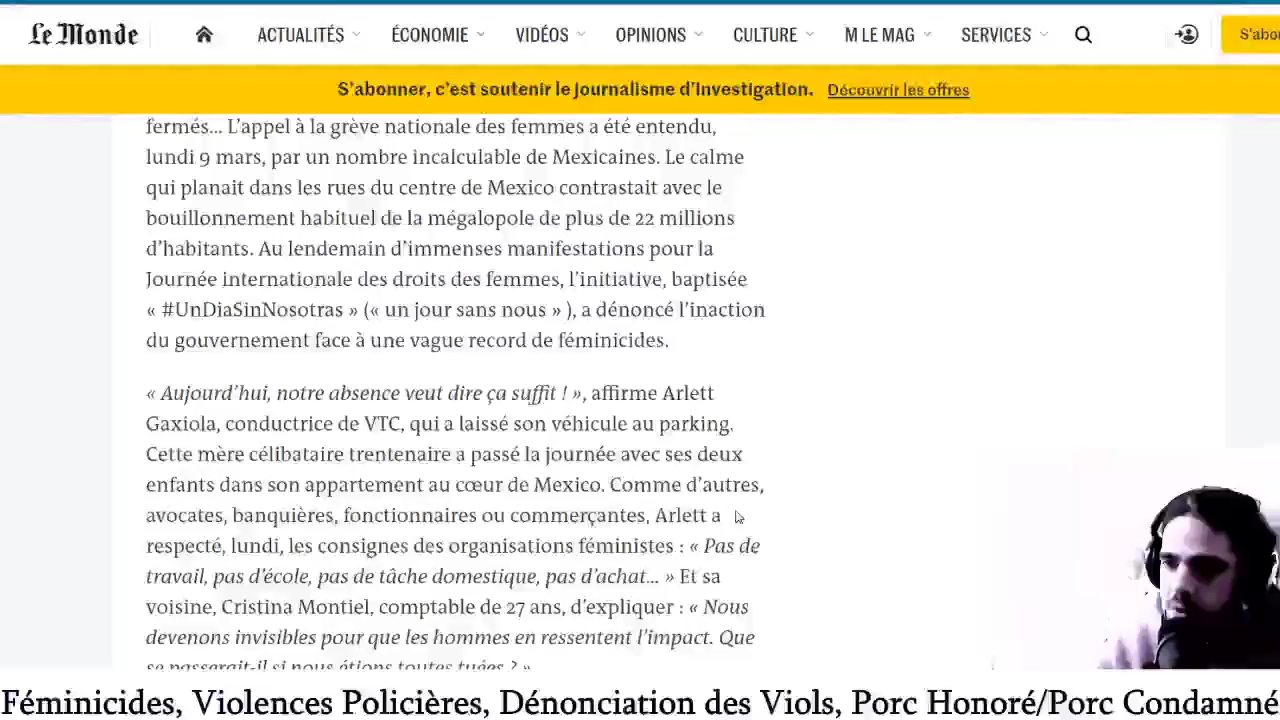 Le Monde
ACTUALITÉS ÉCONOMIE VIDÉOS OPINIONS CULTURE M LE MAG SERVICES
S'abo
S'abonner, c'est soutenir le journalisme d'investigation. Découvrir les offres
fermés... L'appel à la grève nationale des femmes a été entendu,
lundi 9 mars, par un nombre incalculable de Mexicaines. Le calme
qui planait dans les rues du centre de Mexico contrastait avec le
bouillonnement habituel de la mégalopole de plus de 22 millions
d'habitants. Au lendemain d'immenses manifestations pour la
Journée internationale des droits des femmes, l'initiative, baptisée
« #UnDiaSinNosotras » (« un jour sans nous » ), a dénoncé l'inaction
du gouvernement face à une vague record de féminicides.
« Aujourd'hui, notre absence veut dire ça suffit ! », affirme Arlett
Gaxiola, conductrice de VTC, qui a laissé son véhicule au parking.
Cette mère célibataire trentenaire a passé la journée avec ses deux
enfants dans son appartement au cœur de Mexico. Comme d'autres,
avocates, banquières, fonctionnaires ou commerçantes, Arlett a
respecté, lundi, les consignes des organisations féministes : « Pas de
travail, pas d'école, pas de tâche domestique, pas d'achat... » Et sa
voisine, Cristina Montiel, comptable de 27 ans, d'expliquer : « Nous
devenons invisibles pour que les hommes en ressentent l'impact. Que
se passerait-il si nous étions toutes tuées ? »
Féminicides, Violences Policières, Dénonciation des Viols, Porc Honoré/Porc Condamné